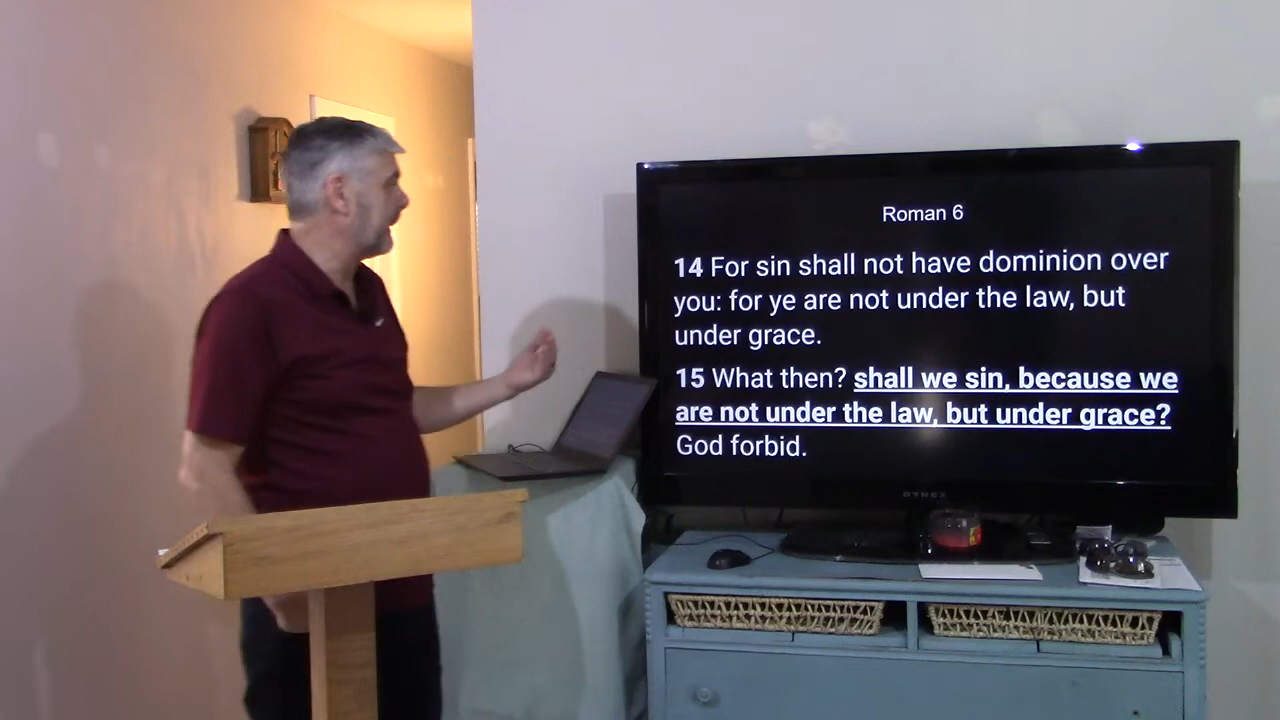 Roman 6
14 For sin shall not have dominion over
you: for ye are not under the law, but
under grace.
15 What then? shall we sin, because we
are not under the law, but under grace?
God forbid.
DYNEX